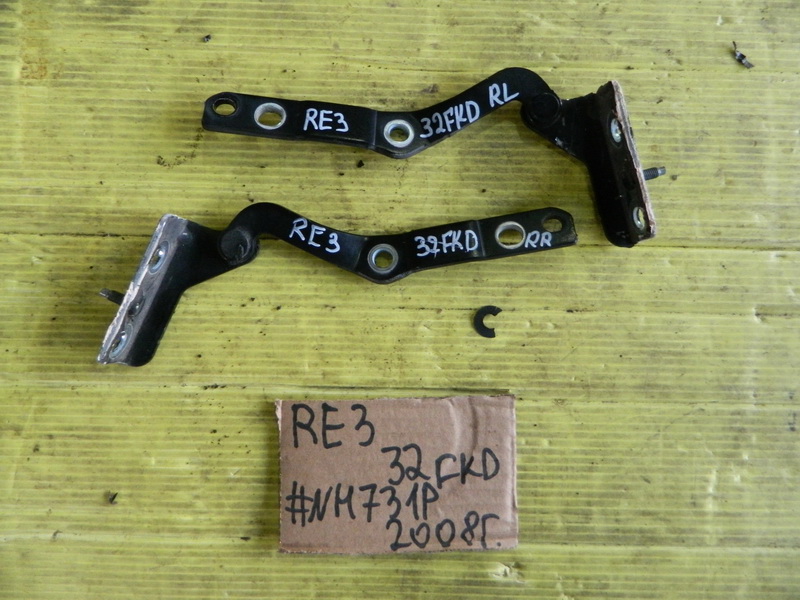 RE3 32FKD RL
RE3 32FKD RR
RE3
32FKD
#NH731P
2008г.